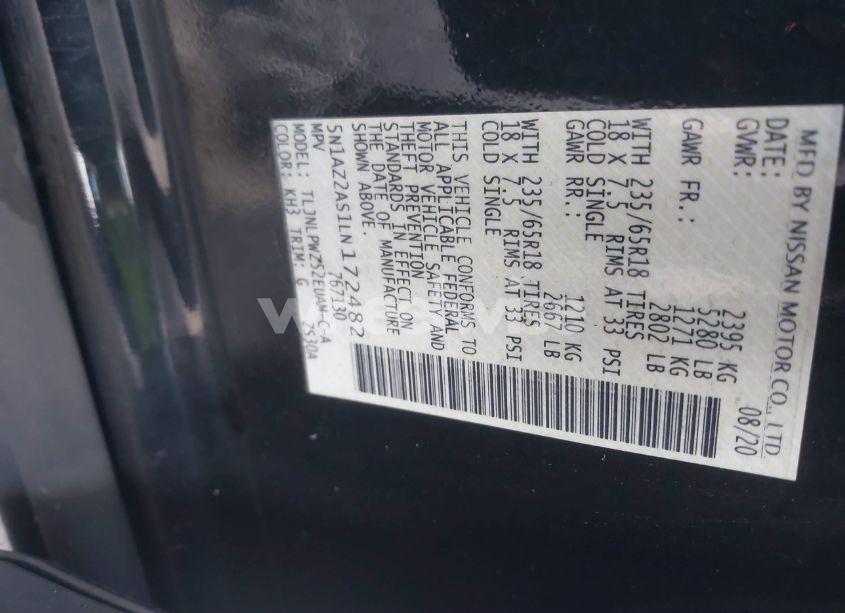 MFD BY NISSAN MOTOR CO., LTD.
DATE: 08/20
GVWR: 2395 KG
5280 LB
GAWR FR.: 1271 KG
2802 LB
WITH 235/65R18 TIRES
18 X 7.5 RIMS AT 33 PSI
COLD SINGLE
GAWR RR.: 1210 KG
2667 LB
WITH 235/65R18 TIRES
18 X 7.5 RIMS AT 33 PSI
COLD SINGLE
THIS VEHICLE CONFORMS TO
ALL APPLICABLE FEDERAL
MOTOR VEHICLE SAFETY AND
THEFT PREVENTION
STANDARDS IN EFFECT ON
THE DATE OF MANUFACTURE
SHOWN ABOVE.
5N1AZ2AS1LN172482
MPV 767130
MODEL: TLJNLPWZ52EUAM-C-A
COLOR: KH3 TRIM: G 2S30A